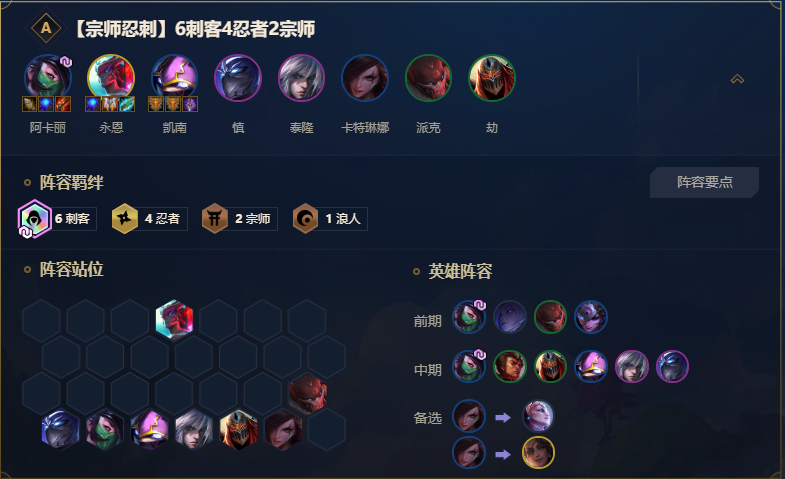 A 【宗师忍刺】6刺客4忍者2宗师
阿卡丽 永恩 凯南 慎 泰隆 卡特琳娜 派克 劫
阵容羁绊 阵容要点
6 刺客 4 忍者 2 宗师 1 浪人
阵容站位 英雄阵容
前期
中期
备选